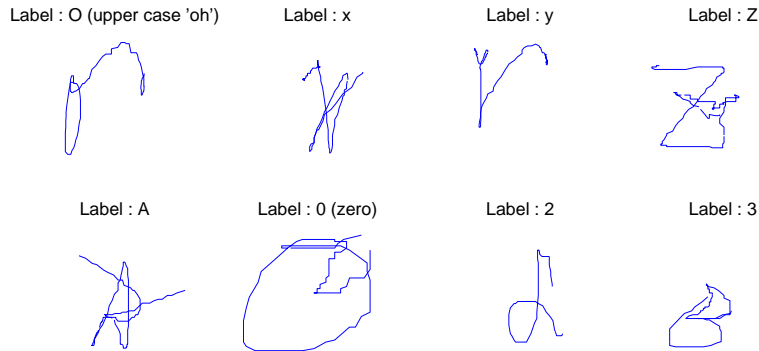 Label : O (upper case 'oh') Label : x Label : y Label : Z
Label : A Label : 0 (zero) Label : 2 Label : 3